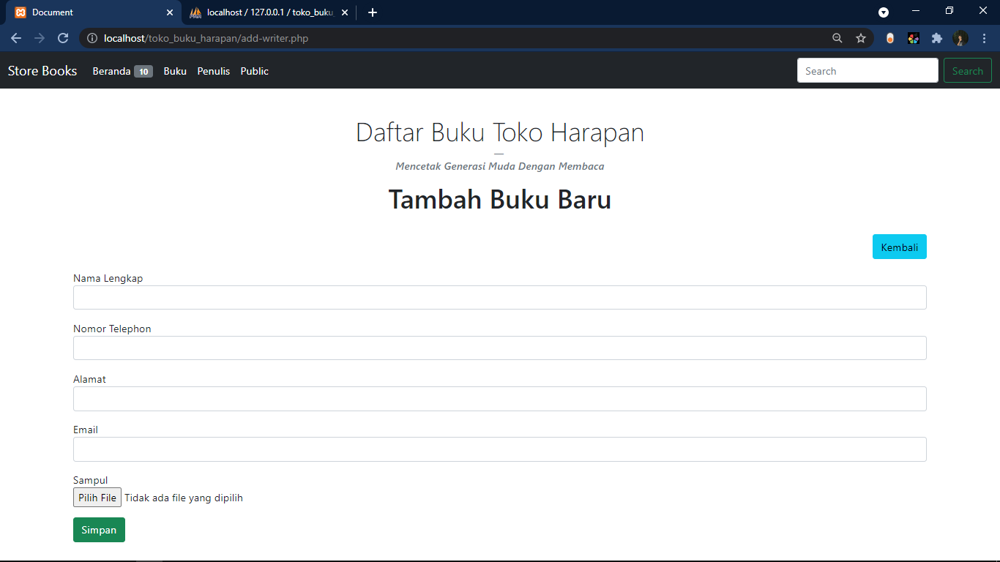 Document
localhost / 127.0.0.1 / toko_buku
localhost/toko_buku_harapan/add-writer.php
Store Books Beranda 10 Buku Penulis Public Search Search
Daftar Buku Toko Harapan
—
Mencetak Generasi Muda Dengan Membaca
Tambah Buku Baru
Kembali
Nama Lengkap
Nomor Telephon
Alamat
Email
Sampul
Pilih File Tidak ada file yang dipilih
Simpan